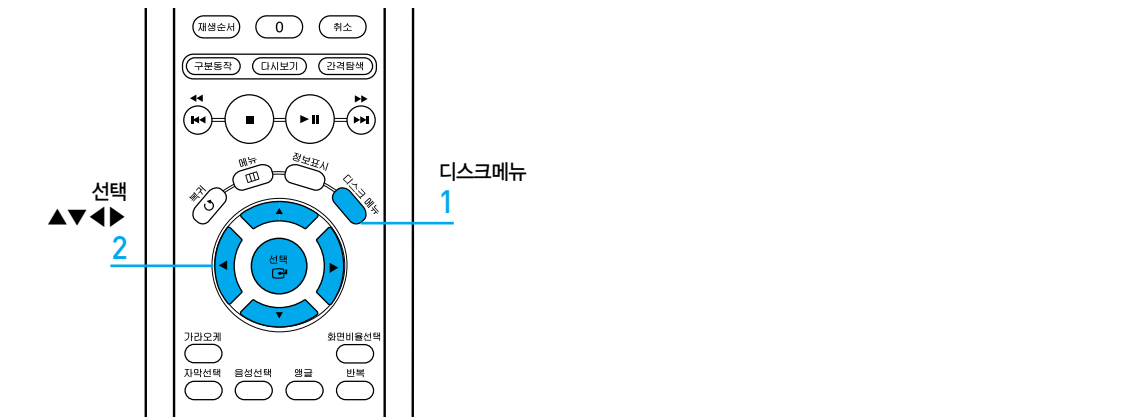 재생순서 0 취소
구분동작 다시보기 간격탐색
메뉴 정보표시
복귀 디스크 메뉴
디스크메뉴
1
선택
▲▼◀▶
2
선택
가라오케 화면비율선택
자막선택 음성선택 앵글 반복